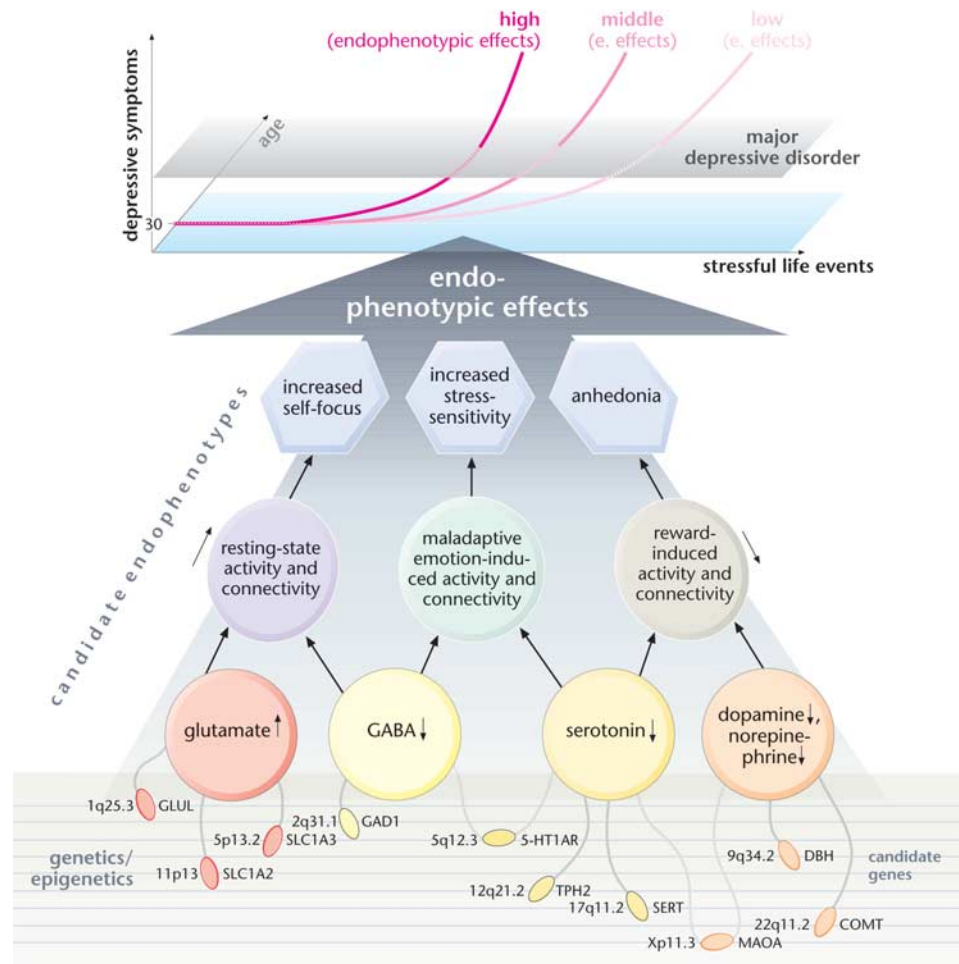 high
(endophenotypic effects)
middle
(e. effects)
low
(e. effects)
depressive symptoms
age
major
depressive disorder
30
stressful life events
endo-
phenotypic effects
candidate endophenotypes
increased
self-focus
increased
stress-
sensitivity
anhedonia
resting-state
activity and
connectivity
maladaptive
emotion-indu-
ced activity and
connectivity
reward-
induced
activity and
connectivity
glutamate ↑
GABA ↓
serotonin ↓
dopamine↓,
norepine-
phrine↓
genetics/
epigenetics
candidate
genes
1q25.3 GLUL
11p13 SLC1A2
5p13.2 SLC1A3
2q31.1 GAD1
5q12.3 5-HT1AR
12q21.2 TPH2
17q11.2 SERT
Xp11.3 MAOA
9q34.2 DBH
22q11.2 COMT